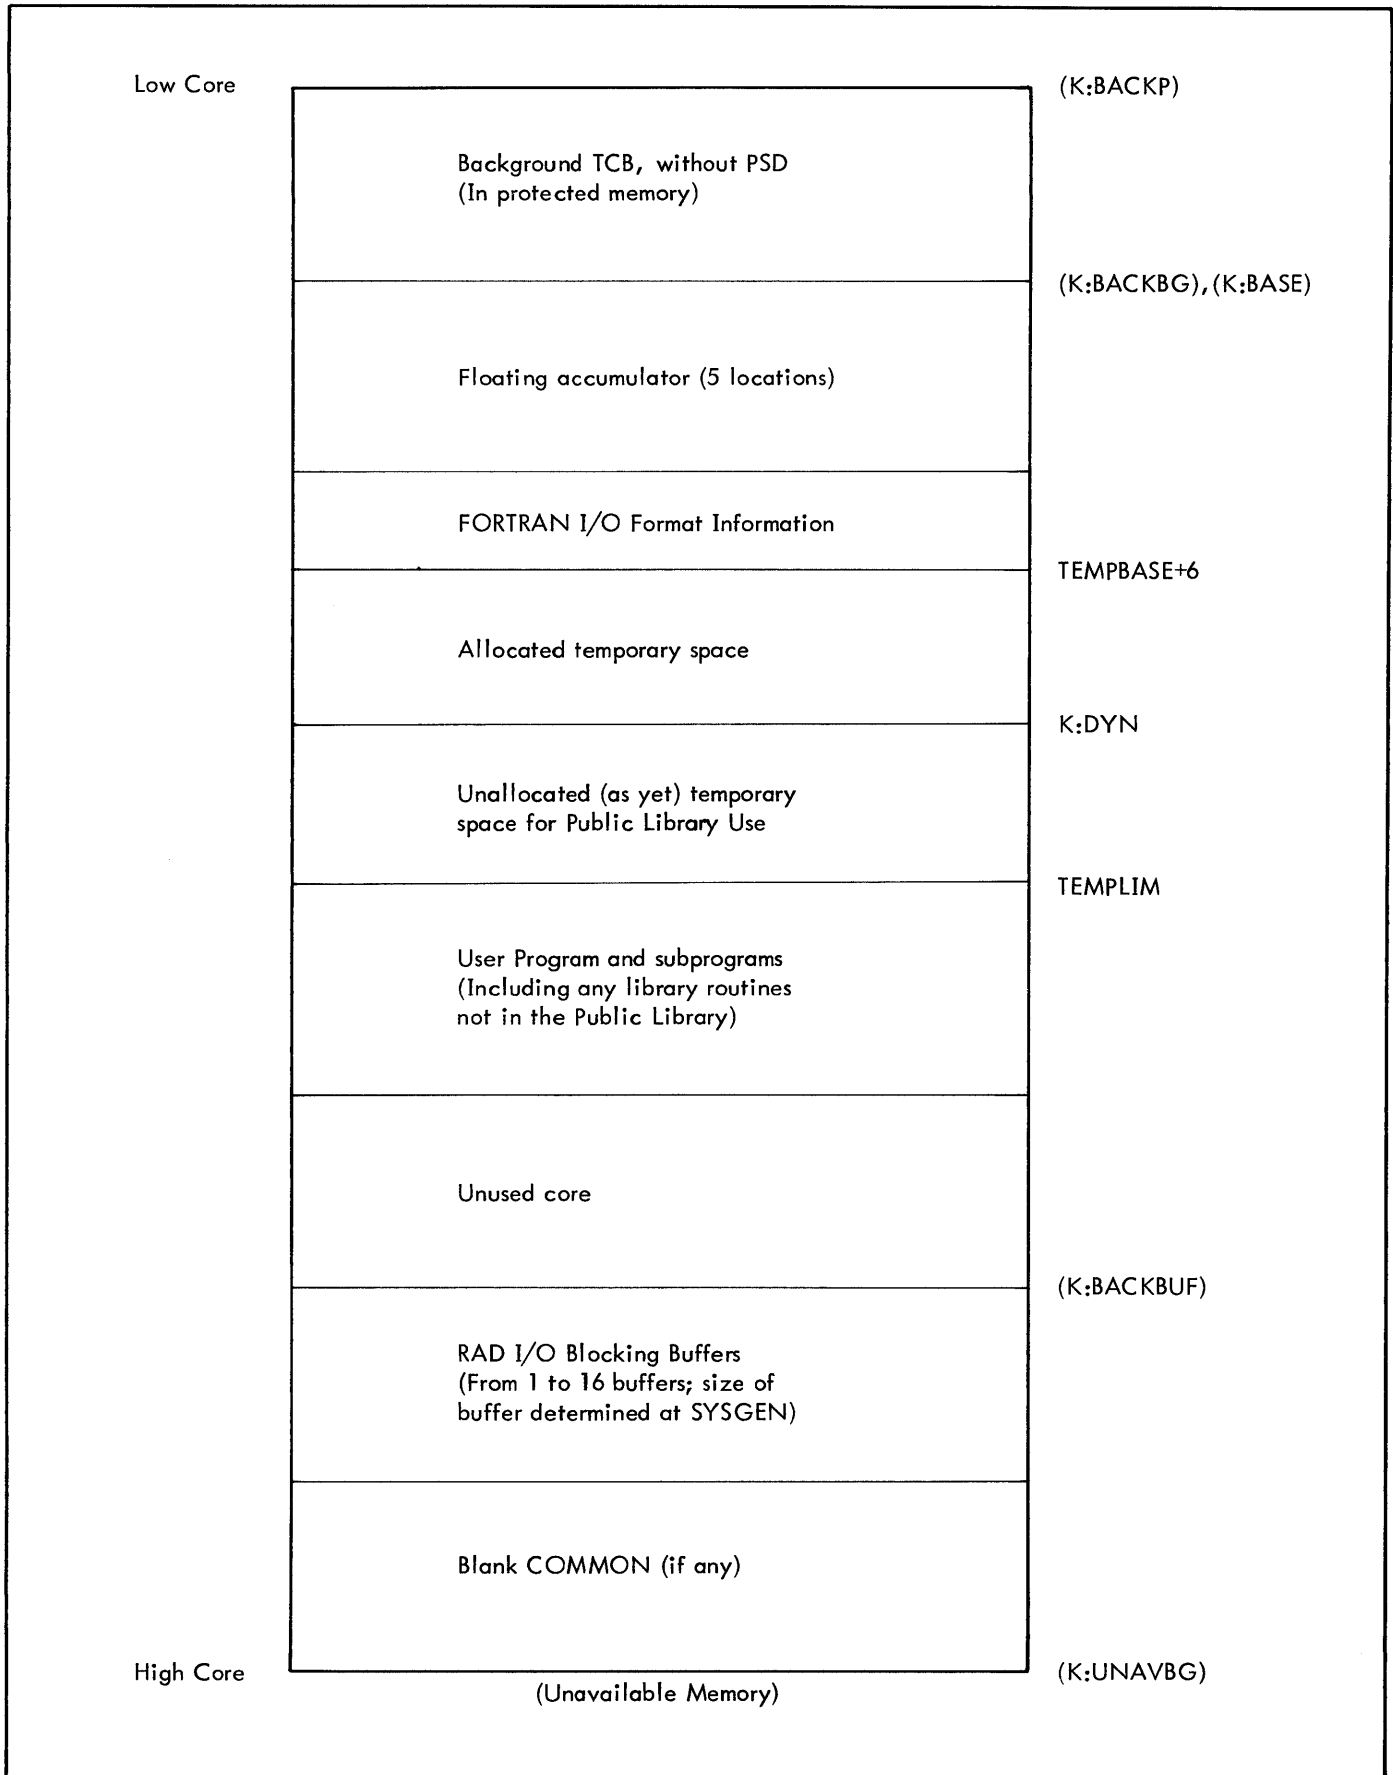 Low Core
(K:BACKP)
Background TCB, without PSD
(In protected memory)
(K:BACKBG),(K:BASE)
Floating accumulator (5 locations)
FORTRAN I/O Format Information
TEMPBASE+6
Allocated temporary space
K:DYN
Unallocated (as yet) temporary
space for Public Library Use
TEMPLIM
User Program and subprograms
(Including any library routines
not in the Public Library)
Unused core
(K:BACKBUF)
RAD I/O Blocking Buffers
(From 1 to 16 buffers; size of
buffer determined at SYSGEN)
Blank COMMON (if any)
High Core
(K:UNAVBG)
(Unavailable Memory)